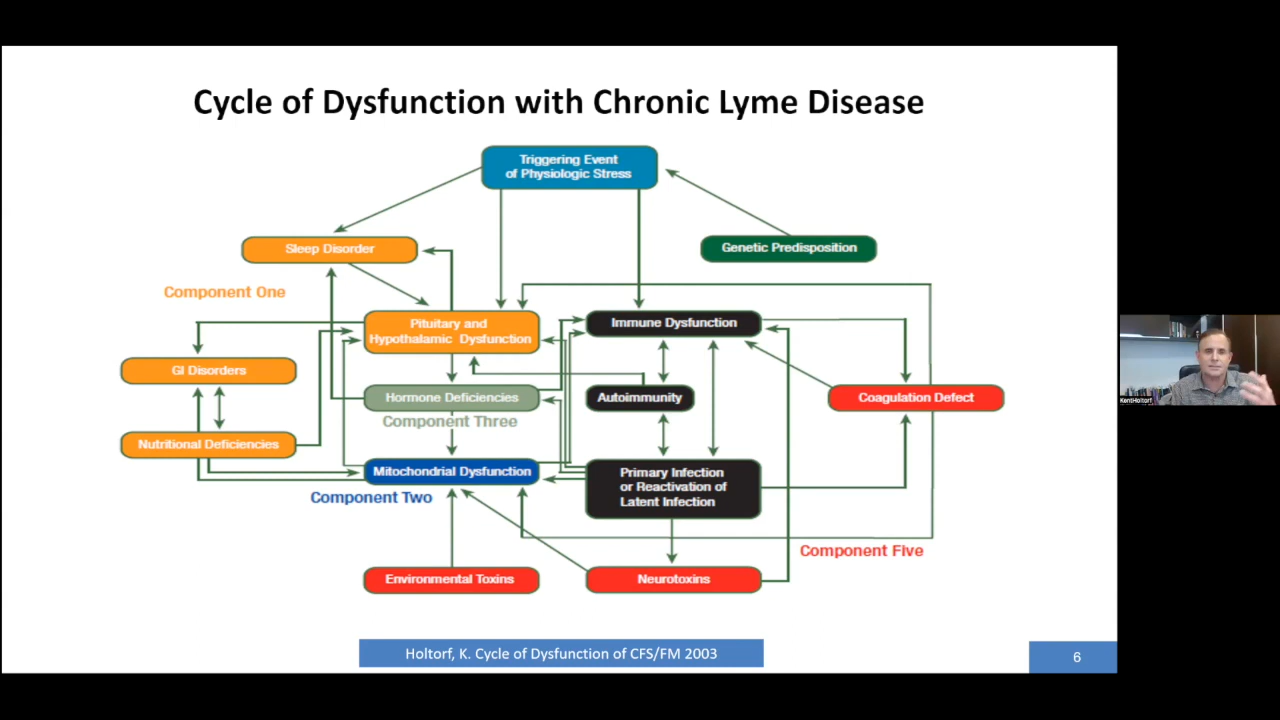 Cycle of Dysfunction with Chronic Lyme Disease
Triggering Event
of Physiologic Stress
Sleep Disorder
Genetic Predisposition
Component One
Pituitary and
Hypothalamic Dysfunction
Immune Dysfunction
GI Disorders
Hormone Deficiencies
Autoimmunity
Coagulation Defect
Component Three
Nutritional Deficiencies
Mitochondrial Dysfunction
Primary Infection
or Reactivation of
Latent Infection
Component Two
Component Five
Environmental Toxins
Neurotoxins
Holtorf, K. Cycle of Dysfunction of CFS/FM 2003
6
KentHoltorf